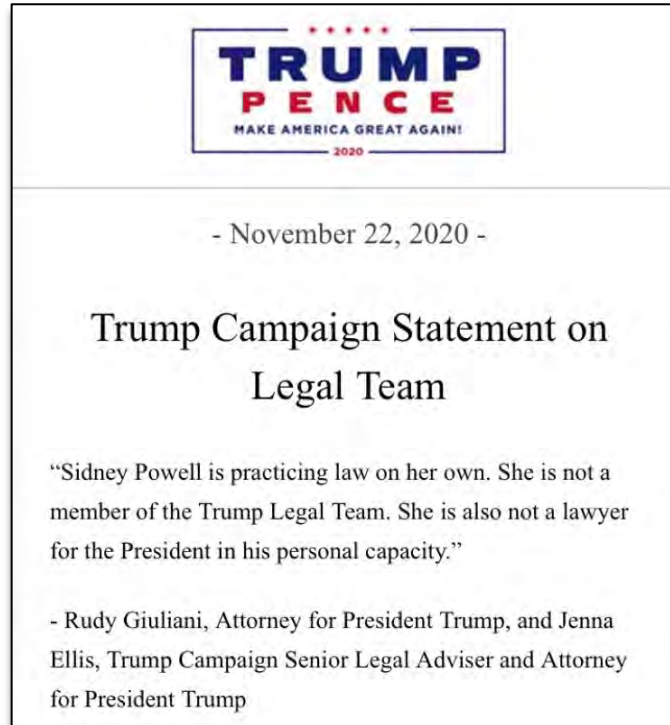 TRUMP
PENCE
MAKE AMERICA GREAT AGAIN!
2020
- November 22, 2020 -
Trump Campaign Statement on
Legal Team
“Sidney Powell is practicing law on her own. She is not a
member of the Trump Legal Team. She is also not a lawyer
for the President in his personal capacity.”
- Rudy Giuliani, Attorney for President Trump, and Jenna
Ellis, Trump Campaign Senior Legal Adviser and Attorney
for President Trump